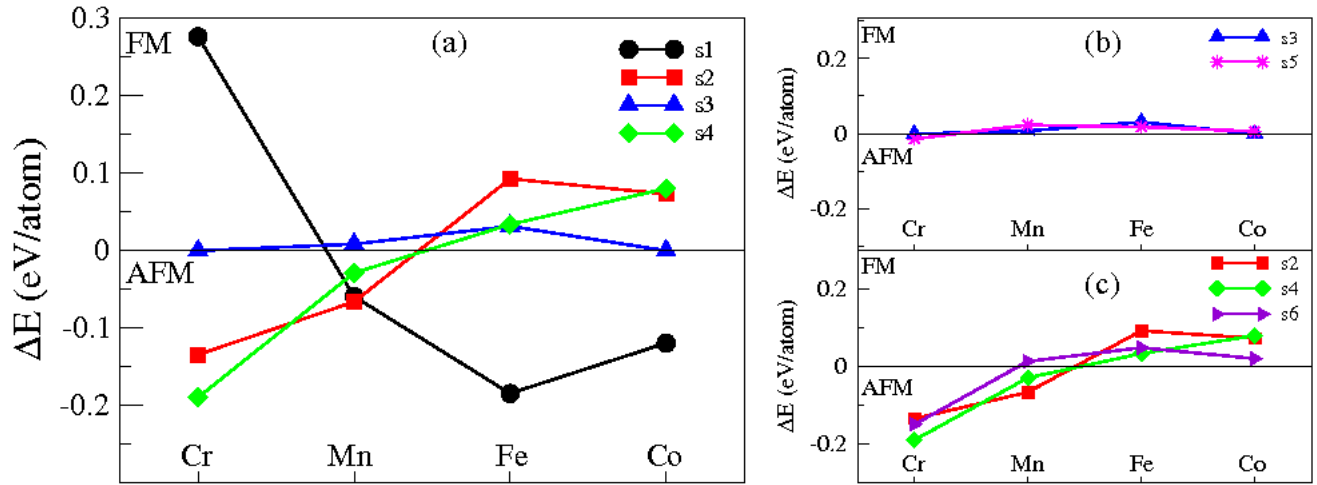 (a)
FM
AFM
ΔE (eV/atom)
0.3
0.2
0.1
0
-0.1
-0.2
Cr Mn Fe Co
s1
s2
s3
s4
(b)
FM
AFM
ΔE (eV/atom)
0.2
0
-0.2
Cr Mn Fe Co
s3
s5
(c)
FM
AFM
ΔE (eV/atom)
0.2
0
-0.2
Cr Mn Fe Co
s2
s4
s6